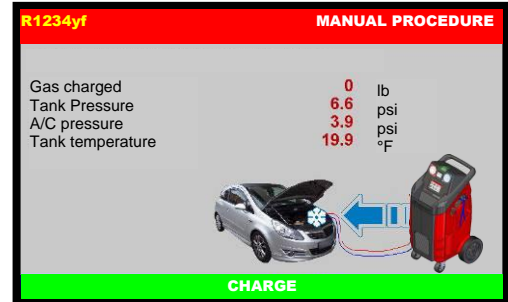 R1234yf MANUAL PROCEDURE
Gas charged 0 lb
Tank Pressure 6.6 psi
A/C pressure 3.9 psi
Tank temperature 19.9 °F
CHARGE